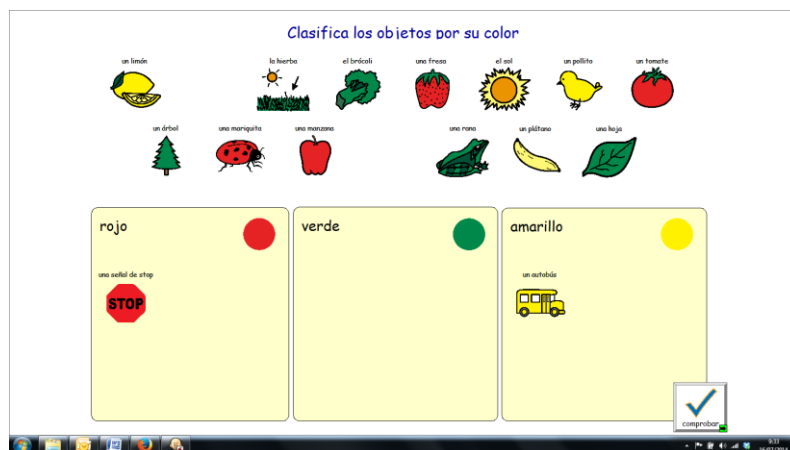 Clasifica los objetos por su color
un limón la hierba el brócoli una fresa el sol un pollito un tomate
un árbol una mariquita una manzana una rana un plátano una hoja
rojo verde amarillo
una señal de stop un autobús
STOP
comprobar
9:33